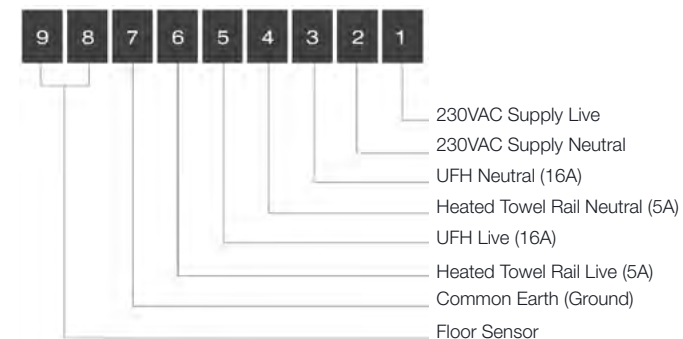 9 8 7 6 5 4 3 2 1
230VAC Supply Live
230VAC Supply Neutral
UFH Neutral (16A)
Heated Towel Rail Neutral (5A)
UFH Live (16A)
Heated Towel Rail Live (5A)
Common Earth (Ground)
Floor Sensor